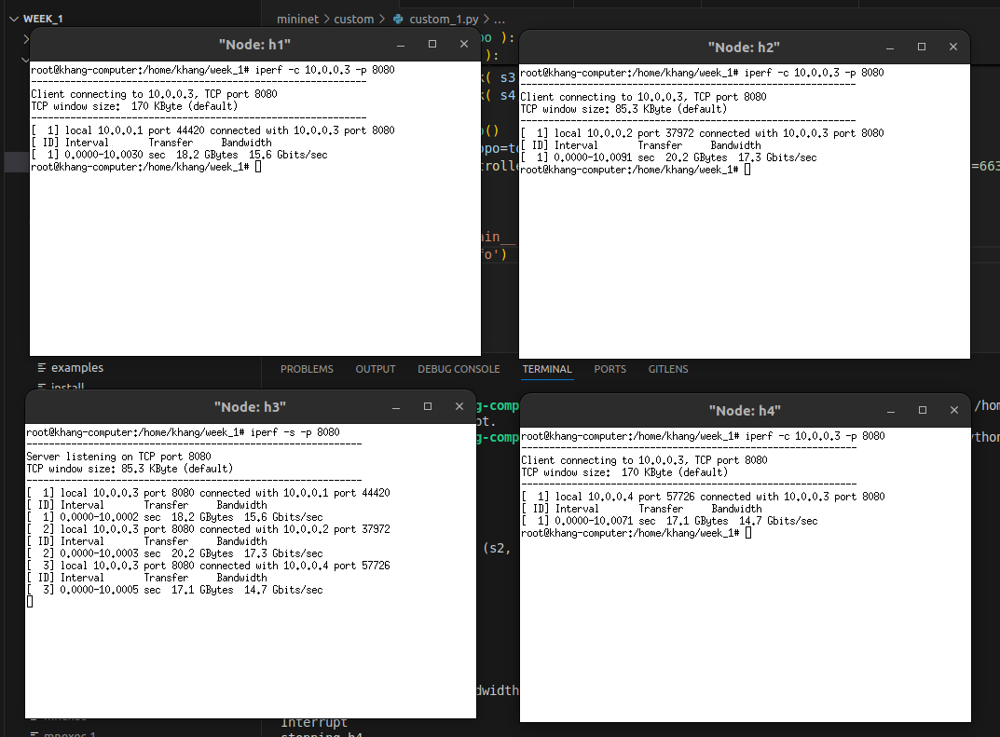 WEEK_1
mininet > custom > custom_1.py > ...
"Node: h1"
root@khang-computer:/home/khang/week_1# iperf -c 10.0.0.3 -p 8080
------------------------------------------------------------
Client connecting to 10.0.0.3, TCP port 8080
TCP window size:  170 KByte (default)
------------------------------------------------------------
[  1] local 10.0.0.1 port 44420 connected with 10.0.0.3 port 8080
[ ID] Interval       Transfer     Bandwidth
[  1] 0.0000-10.0030 sec  18.2 GBytes  15.6 Gbits/sec
root@khang-computer:/home/khang/week_1#
"Node: h2"
root@khang-computer:/home/khang/week_1# iperf -c 10.0.0.3 -p 8080
------------------------------------------------------------
Client connecting to 10.0.0.3, TCP port 8080
TCP window size: 85.3 KByte (default)
------------------------------------------------------------
[  1] local 10.0.0.2 port 37972 connected with 10.0.0.3 port 8080
[ ID] Interval       Transfer     Bandwidth
[  1] 0.0000-10.0091 sec  20.2 GBytes  17.3 Gbits/sec
root@khang-computer:/home/khang/week_1#
):
):
( s3
( s4
()
=663
')
examples
install
PROBLEMS OUTPUT DEBUG CONSOLE TERMINAL PORTS GITLENS
"Node: h3"
root@khang-computer:/home/khang/week_1# iperf -s -p 8080
------------------------------------------------------------
Server listening on TCP port 8080
TCP window size: 85.3 KByte (default)
------------------------------------------------------------
[  1] local 10.0.0.3 port 8080 connected with 10.0.0.1 port 44420
[ ID] Interval       Transfer     Bandwidth
[  1] 0.0000-10.0002 sec  18.2 GBytes  15.6 Gbits/sec
[  2] local 10.0.0.3 port 8080 connected with 10.0.0.2 port 37972
[ ID] Interval       Transfer     Bandwidth
[  2] 0.0000-10.0003 sec  20.2 GBytes  17.3 Gbits/sec
[  3] local 10.0.0.3 port 8080 connected with 10.0.0.4 port 57726
[ ID] Interval       Transfer     Bandwidth
[  3] 0.0000-10.0005 sec  17.1 GBytes  14.7 Gbits/sec
"Node: h4"
root@khang-computer:/home/khang/week_1# iperf -c 10.0.0.3 -p 8080
------------------------------------------------------------
Client connecting to 10.0.0.3, TCP port 8080
TCP window size:  170 KByte (default)
------------------------------------------------------------
[  1] local 10.0.0.4 port 57726 connected with 10.0.0.3 port 8080
[ ID] Interval       Transfer     Bandwidth
[  1] 0.0000-10.0071 sec  17.1 GBytes  14.7 Gbits/sec
root@khang-computer:/home/khang/week_1#
g-comp
pt.
g-comp
/hom
ython
(s2,
dwidth
Interrupt
stopping h4